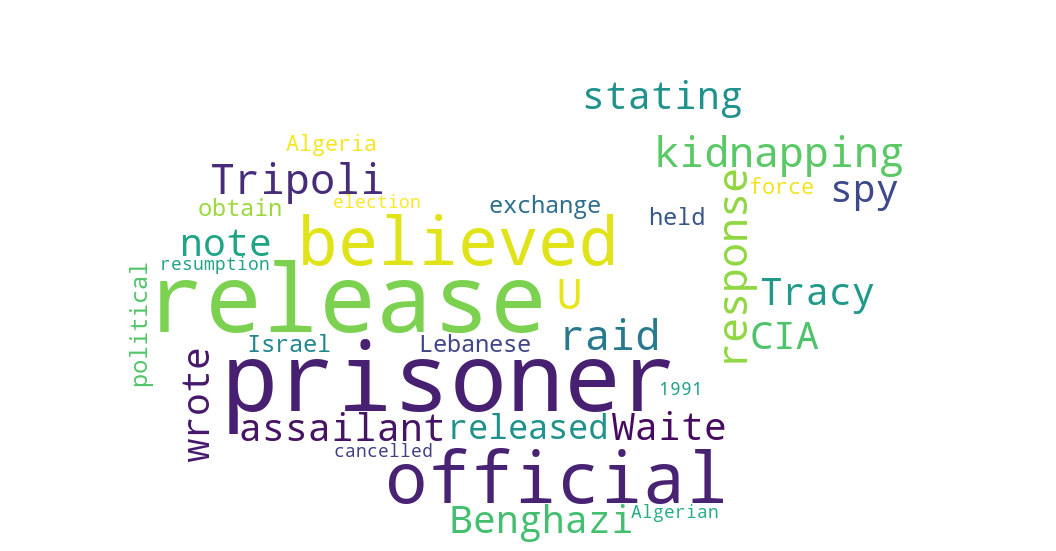 stating
Algeria
kidnapping
Tripoli
force
spy
obtain
election
exchange
held
note
believed
response
resumption
political
release
U
Tracy
raid
CIA
Israel
Lebanese
wrote
prisoner
1991
assailant
released
Waite
cancelled
official
Benghazi
Algerian